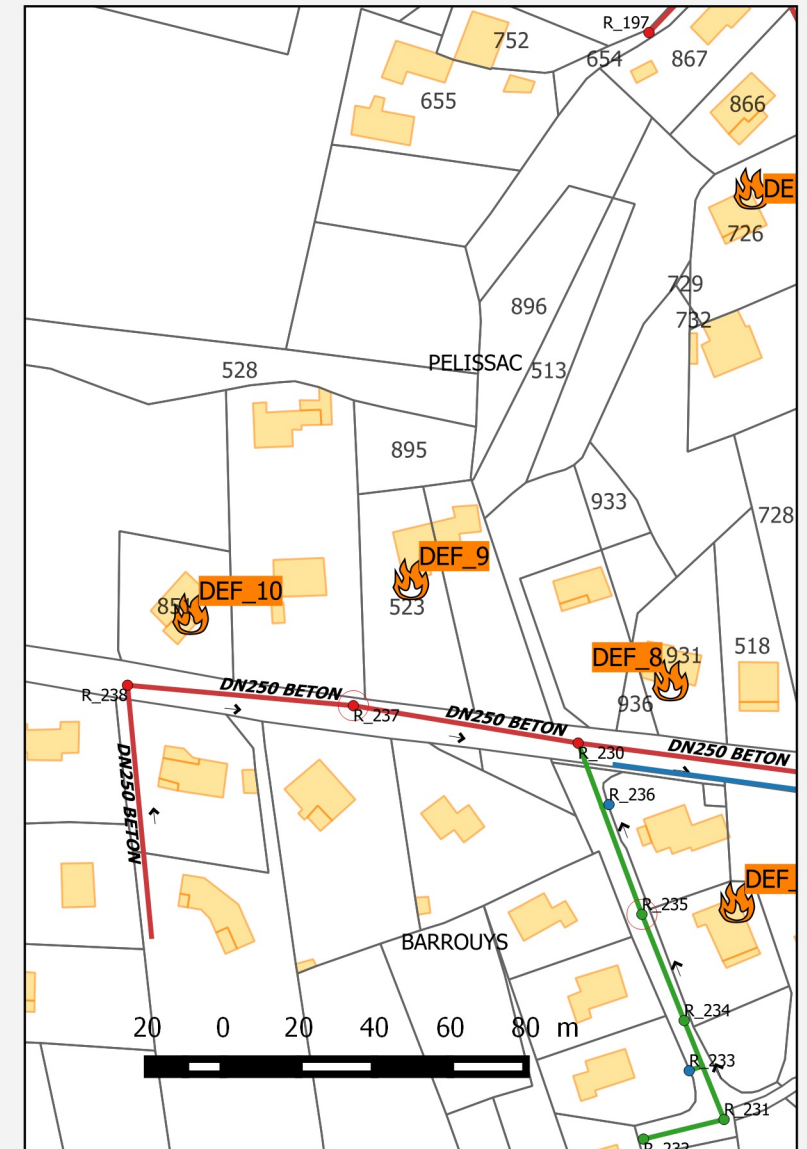 R_197
752
654
867
655
866
DE
726
729
896
732
PELISSAC
528
513
895
933
728
DEF_9
DEF_10
523
518
DEF_8
931
R_238
DN250 BETON
936
R_237
DN250 BETON
R_230
DN250 BETON
DN250 BETON
R_236
DEF_
R_235
BARROUYS
R_234
20 0 20 40 60 80 m
R_233
R_231